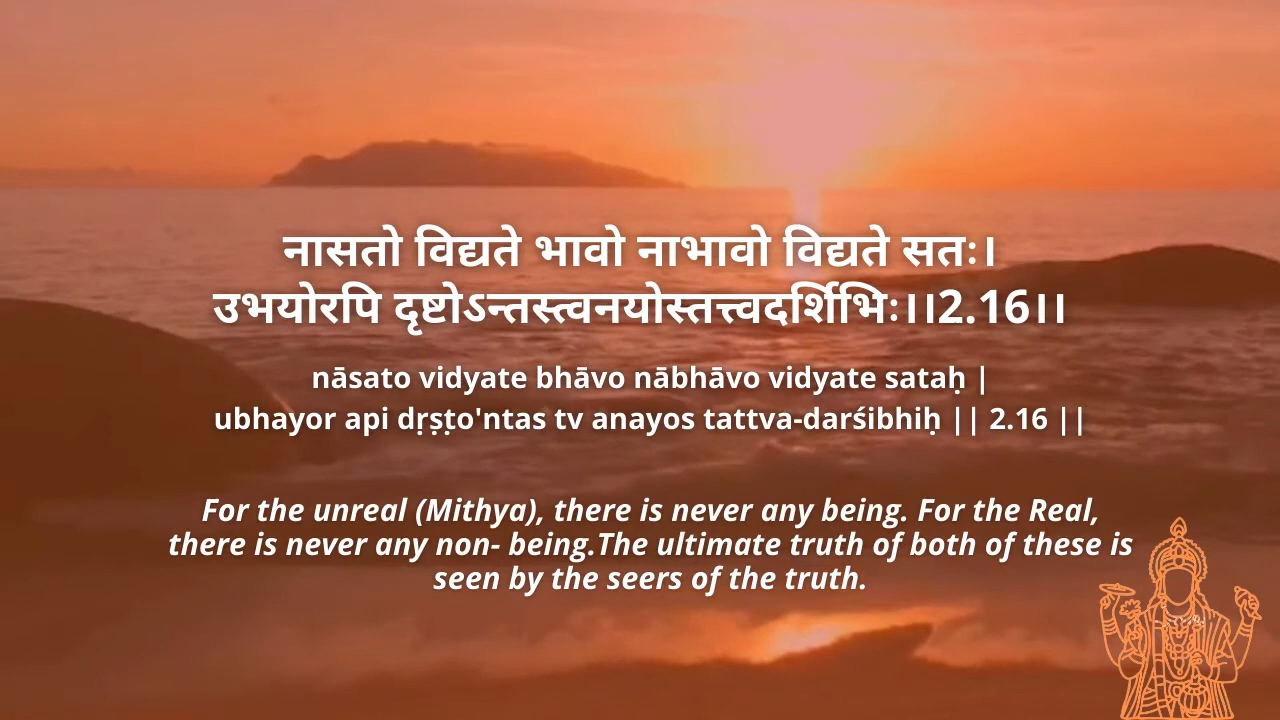 नासतो विद्यते भावो नाभावो विद्यते सतः।
उभयोरपि दृष्टोऽन्तस्त्वनयोस्तत्त्वदर्शिभिः।।2.16।।
nāsato vidyate bhāvo nābhāvo vidyate sataḥ |
ubhayor api dṛṣṭo'ntas tv anayos tattva-darśibhiḥ || 2.16 ||
For the unreal (Mithya), there is never any being. For the Real,
there is never any non- being.The ultimate truth of both of these is
seen by the seers of the truth.